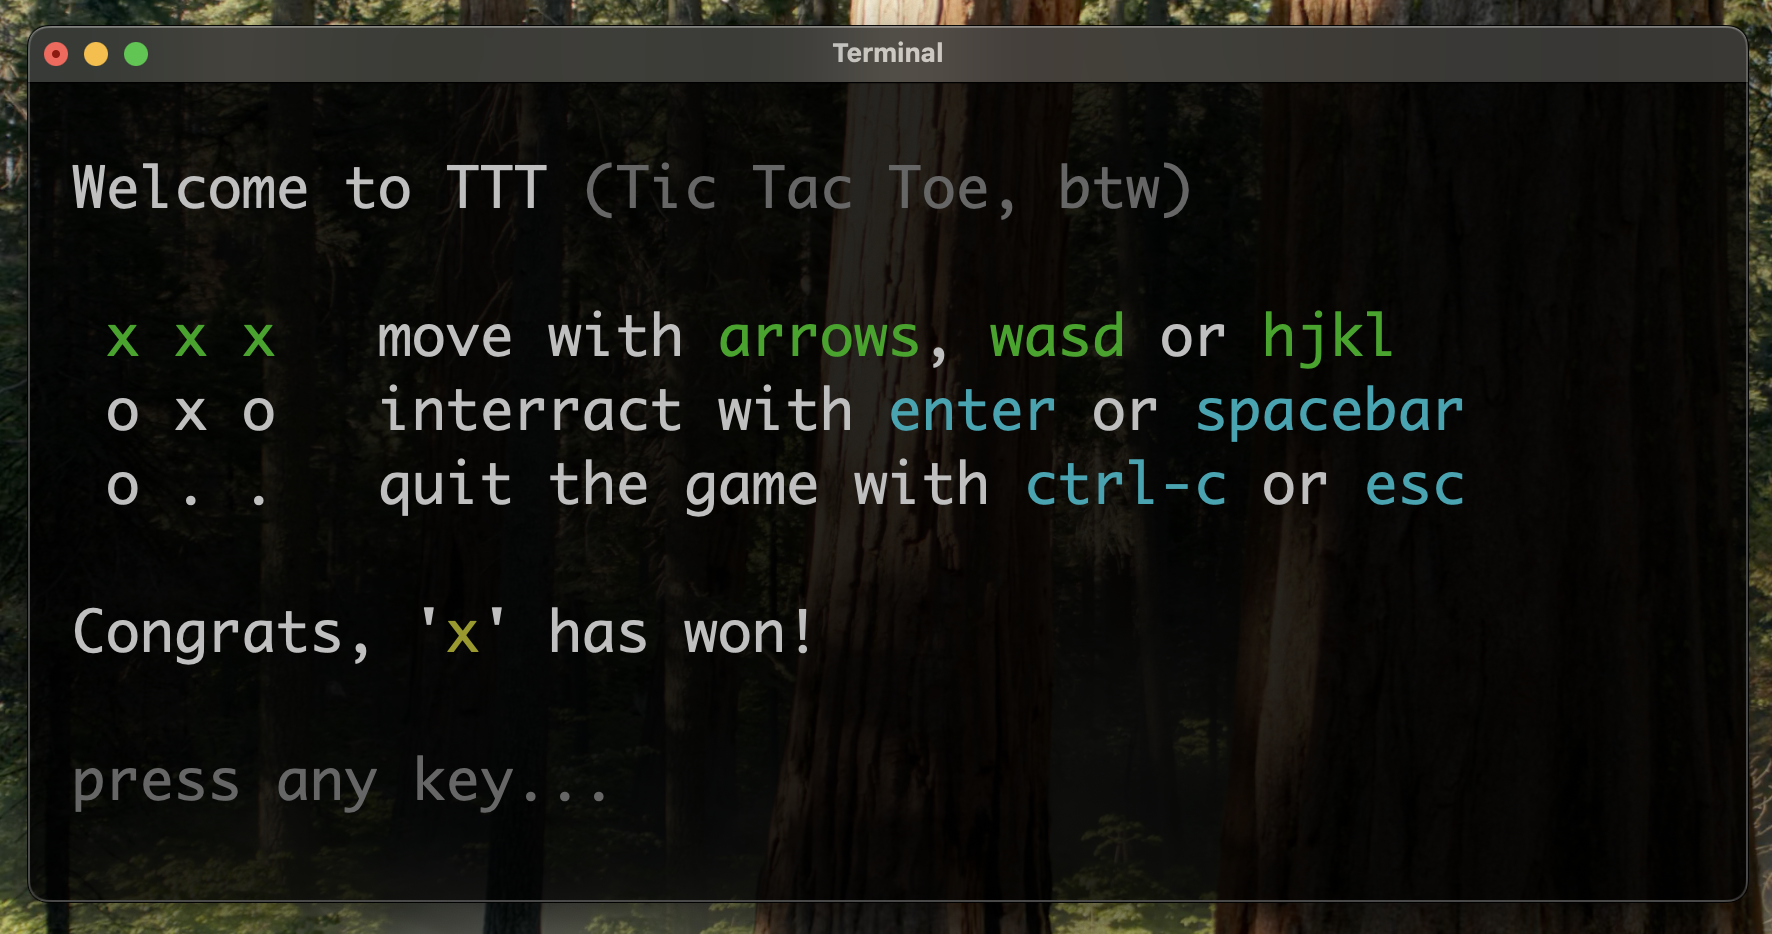 Terminal
Welcome to TTT (Tic Tac Toe, btw)
x x x   move with arrows, wasd or hjkl
o x o   interract with enter or spacebar
o . .   quit the game with ctrl-c or esc
Congrats, 'x' has won!
press any key...